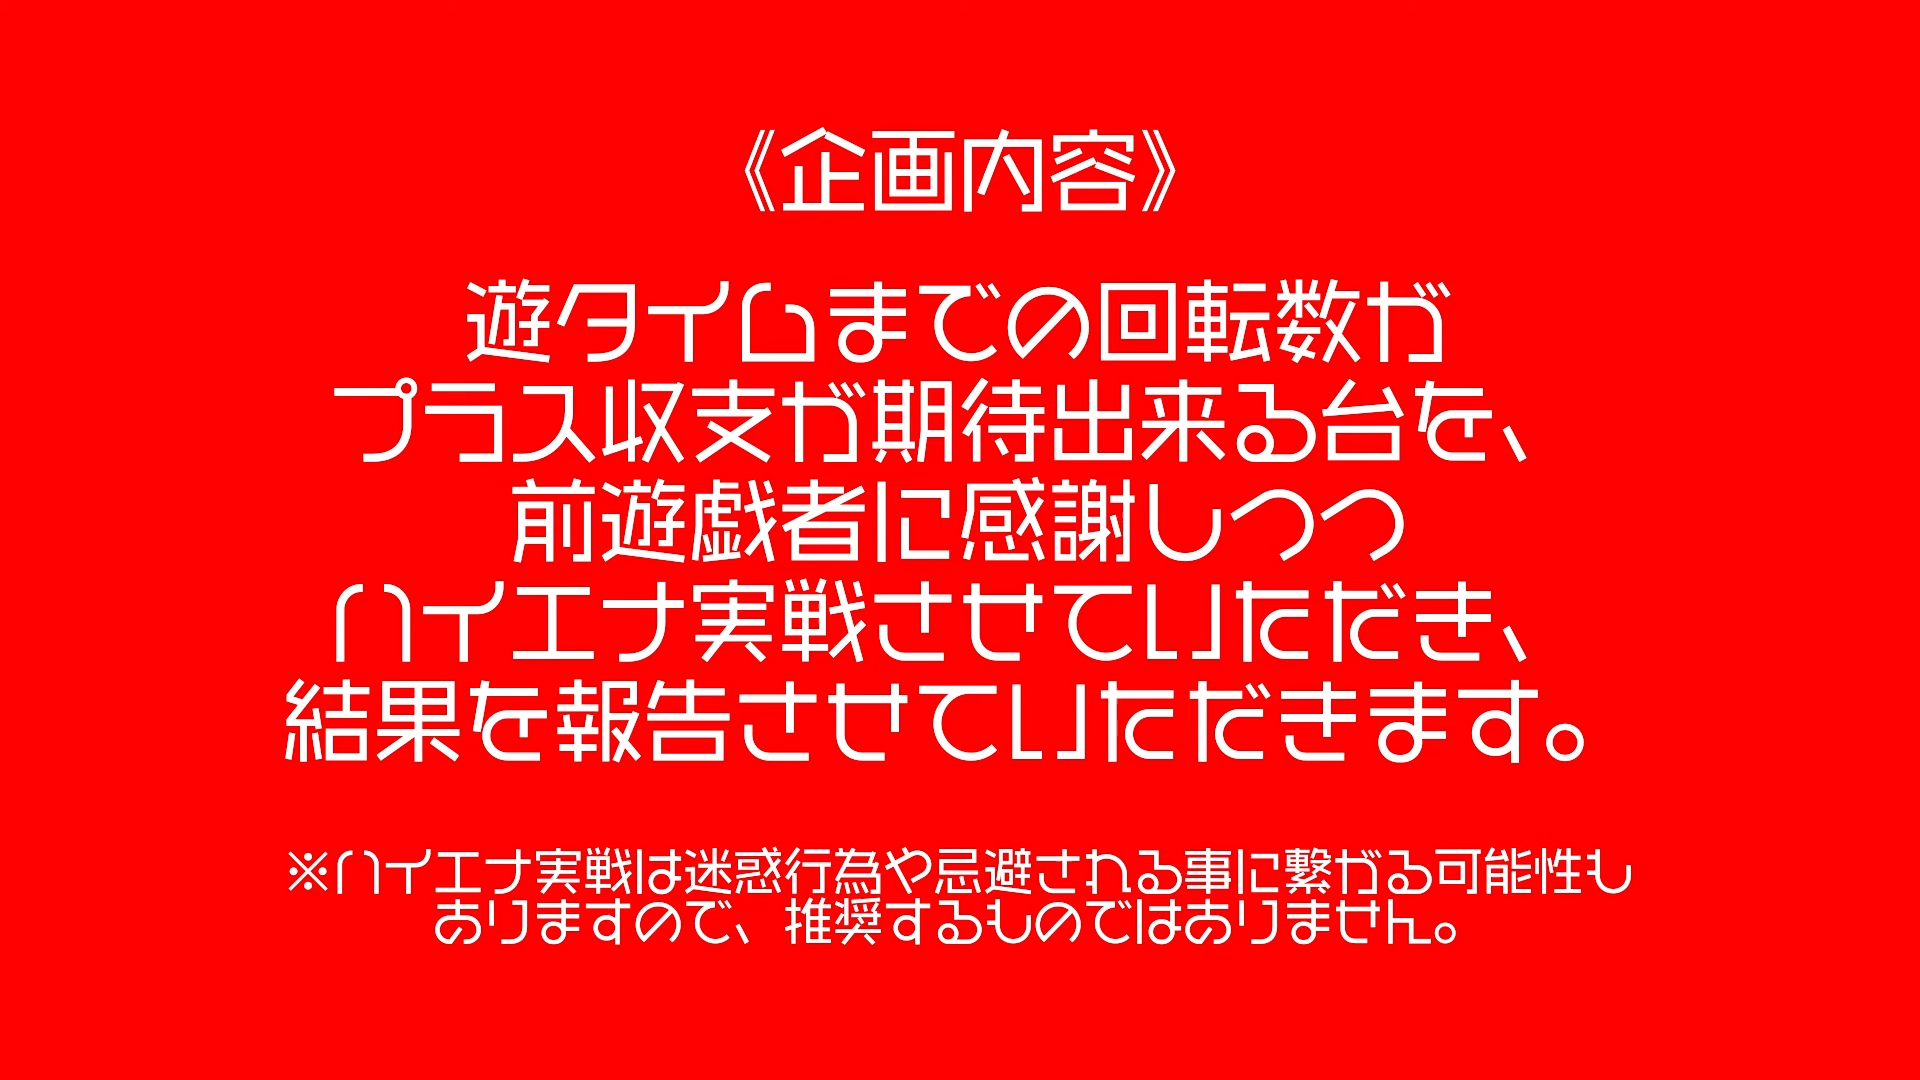 《企画内容》
遊タイムまでの回転数が
プラス収支が期待出来る台を、
前遊戯者に感謝しつつ
ハイエナ実戦させていただき、
結果を報告させていただきます。
※ハイエナ実戦は迷惑行為や忌避される事に繋がる可能性も
ありますので、推奨するものではありません。